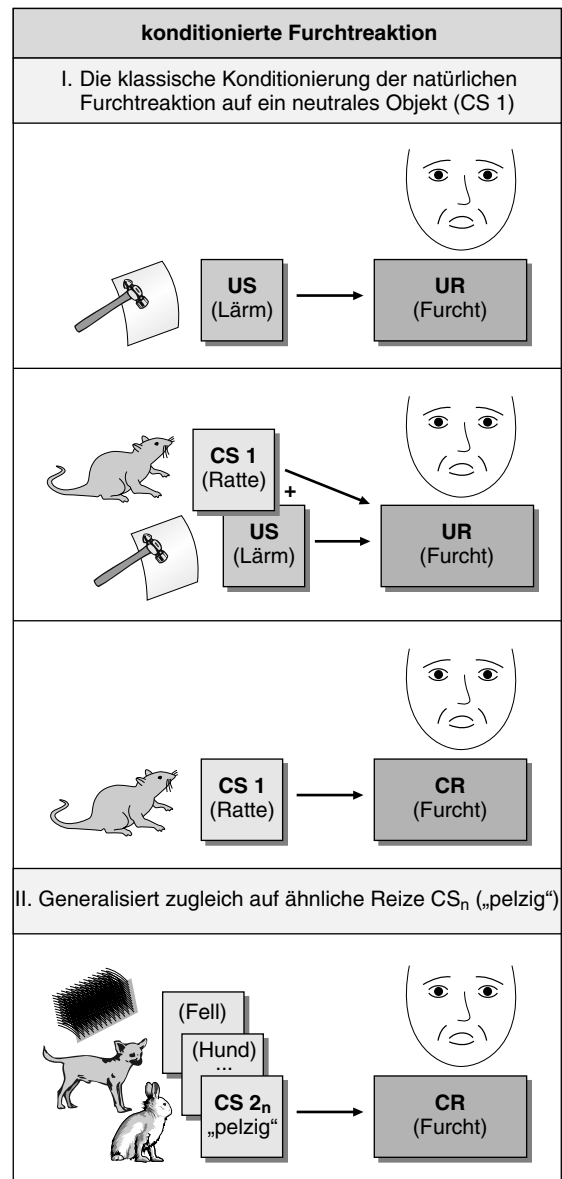 konditionierte Furchtreaktion
I. Die klassische Konditionierung der natürlichen
Furchtreaktion auf ein neutrales Objekt (CS 1)
US
(Lärm)
UR
(Furcht)
CS 1
(Ratte)
+
US
(Lärm)
UR
(Furcht)
CS 1
(Ratte)
CR
(Furcht)
II. Generalisiert zugleich auf ähnliche Reize CSₙ („pelzig“)
(Fell)
(Hund)
...
CS 2ₙ
„pelzig“
CR
(Furcht)